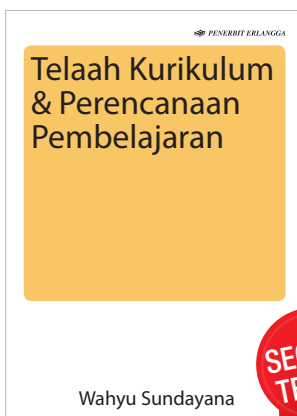 PENERBIT ERLANGGA
Telaah Kurikulum
& Perencanaan
Pembelajaran
Wahyu Sundayana